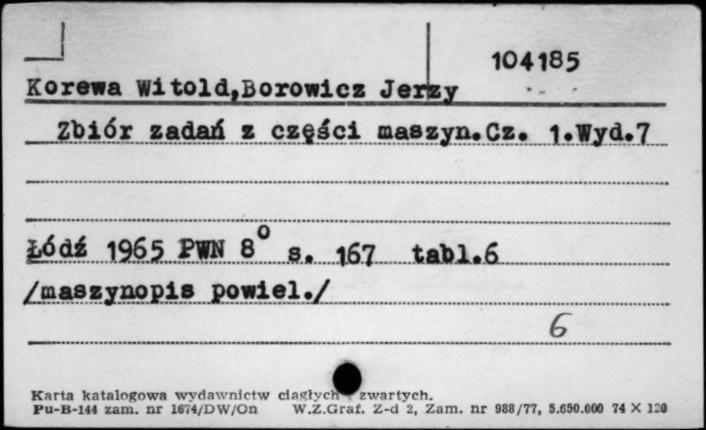 104185
Korewa Witold,Borowicz Jerzy
Zbiór zadań z części maszyn.Cz. 1.Wyd.7
Łódź 1965 PWN 8° s. 167 tabl.6
/maszynopis powiel./
6
Karta katalogowa wydawnictw ciągłych zwartych.
Pu-B-144 zam. nr 1674/DW/On W.Z.Graf. Z-d 2, Zam. nr 988/77, 5.650.000 74 X 120